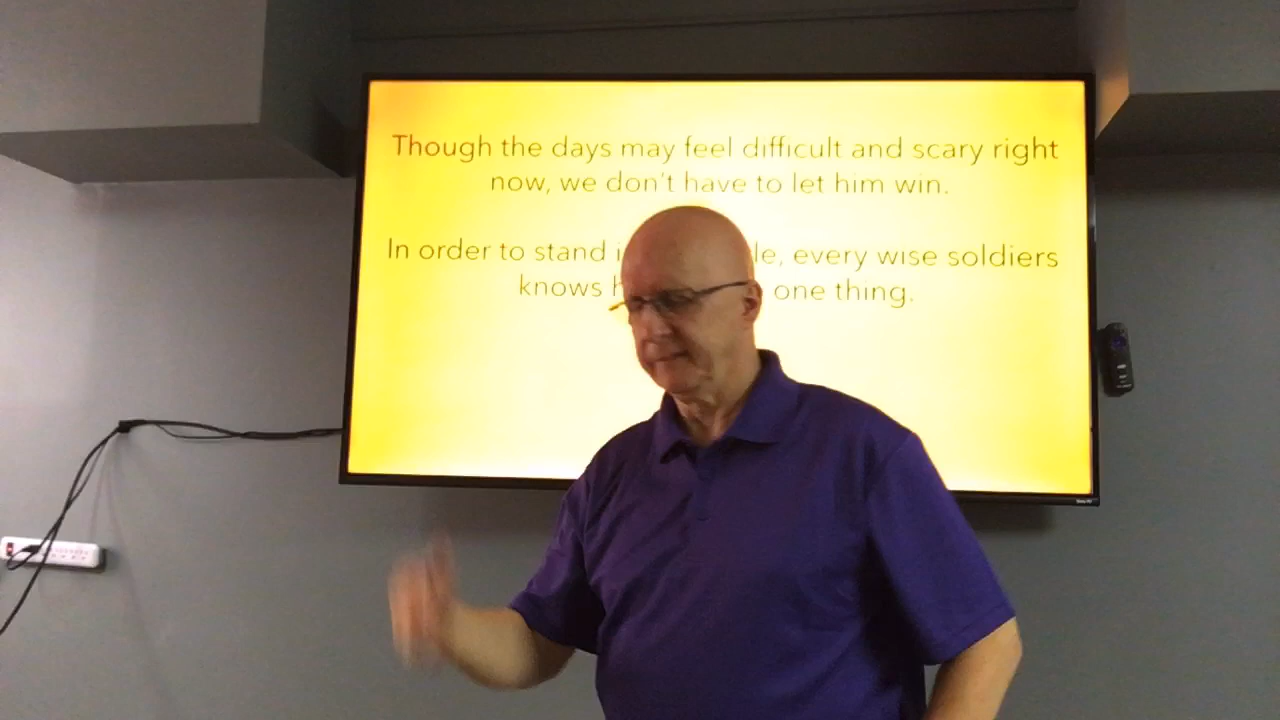 Though the days may feel difficult and scary right
now, we don't have to let him win.
In order to stand i le, every wise soldiers
knows h one thing.